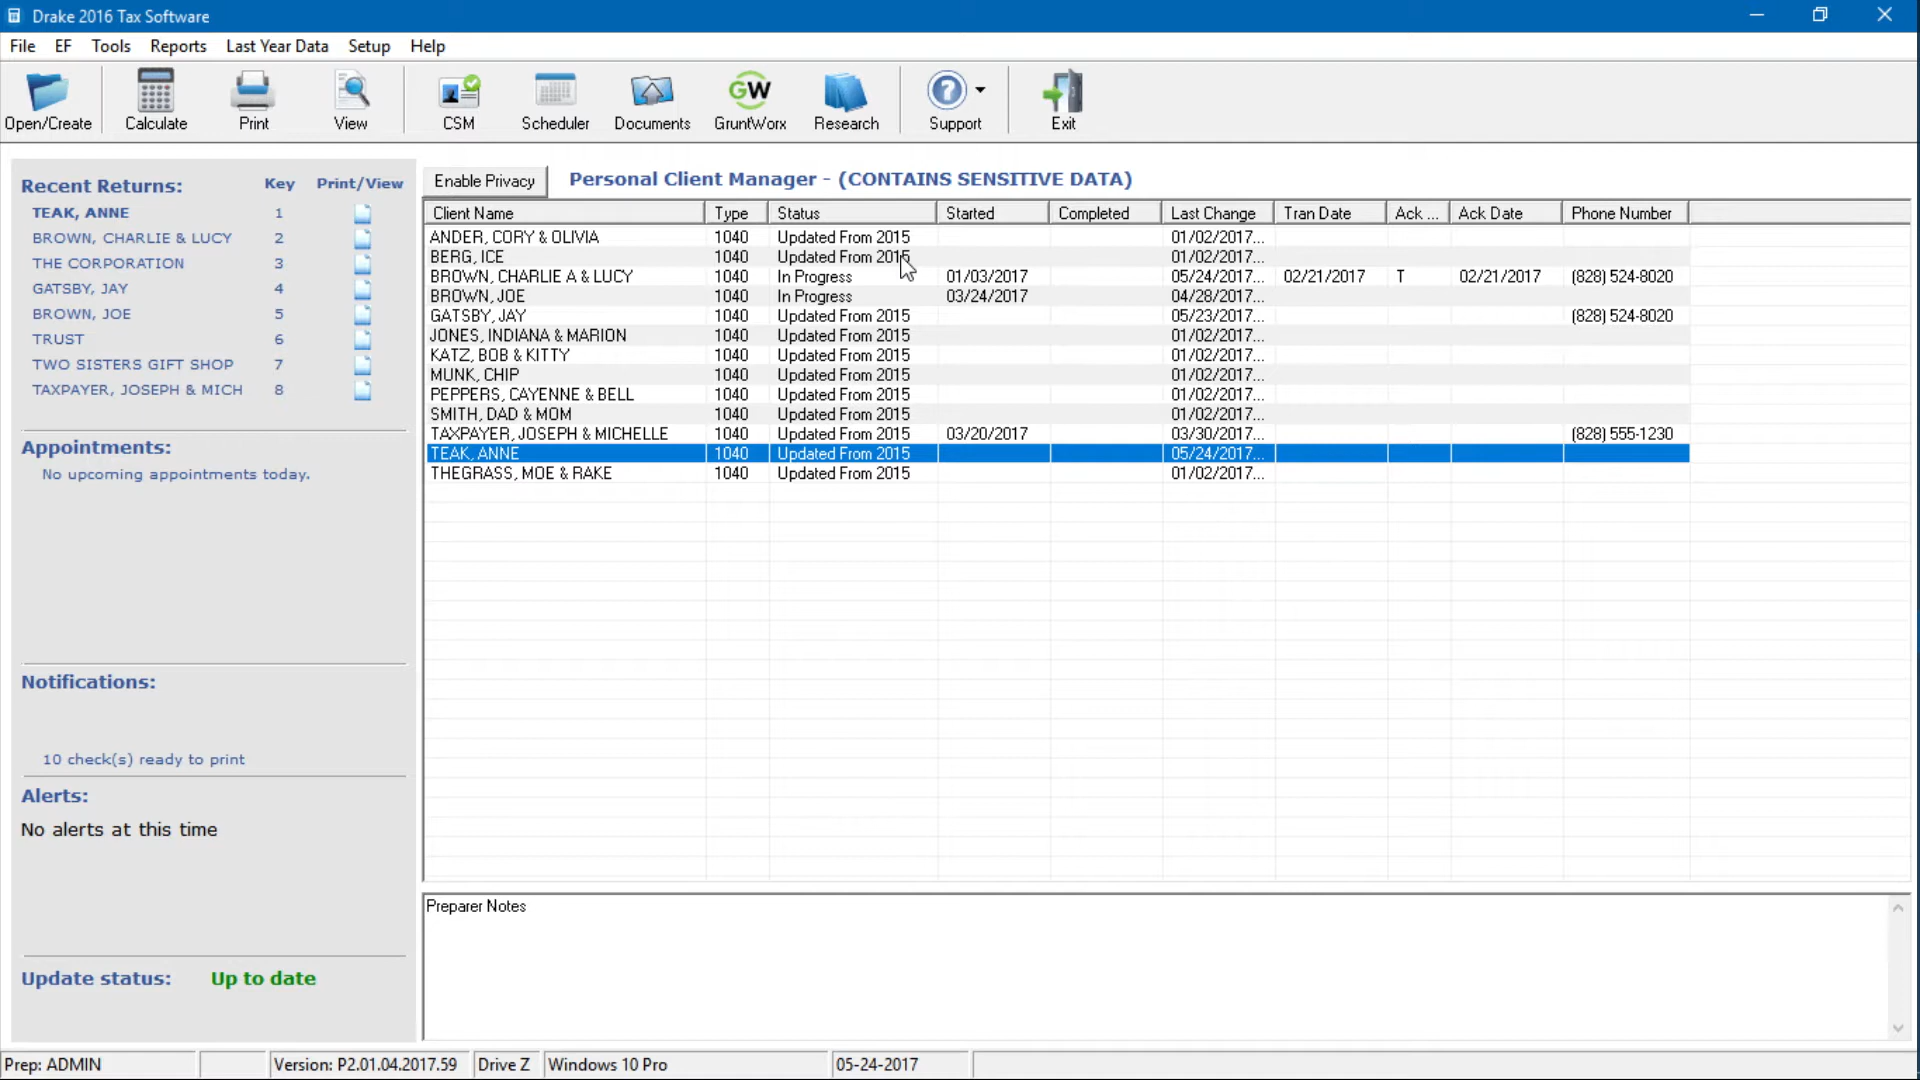 Drake 2016 Tax Software
File EF Tools Reports Last Year Data Setup Help
Open/Create Calculate Print View CSM Scheduler Documents GruntWorx Research Support Exit
GW
Recent Returns: Key Print/View
TEAK, ANNE 1
BROWN, CHARLIE & LUCY 2
THE CORPORATION 3
GATSBY, JAY 4
BROWN, JOE 5
TRUST 6
TWO SISTERS GIFT SHOP 7
TAXPAYER, JOSEPH & MICH 8
Appointments:
No upcoming appointments today.
Notifications:
10 check(s) ready to print
Alerts:
No alerts at this time
Update status: Up to date
Enable Privacy Personal Client Manager - (CONTAINS SENSITIVE DATA)
Client Name Type Status Started Completed Last Change Tran Date Ack ... Ack Date Phone Number
ANDER, CORY & OLIVIA 1040 Updated From 2015 01/02/2017...
BERG, ICE 1040 Updated From 2015 01/02/2017...
BROWN, CHARLIE A & LUCY 1040 In Progress 01/03/2017 05/24/2017... 02/21/2017 T 02/21/2017 (828) 524-8020
BROWN, JOE 1040 In Progress 03/24/2017 04/28/2017...
GATSBY, JAY 1040 Updated From 2015 05/23/2017... (828) 524-8020
JONES, INDIANA & MARION 1040 Updated From 2015 01/02/2017...
KATZ, BOB & KITTY 1040 Updated From 2015 01/02/2017...
MUNK, CHIP 1040 Updated From 2015 01/02/2017...
PEPPERS, CAYENNE & BELL 1040 Updated From 2015 01/02/2017...
SMITH, DAD & MOM 1040 Updated From 2015 01/02/2017...
TAXPAYER, JOSEPH & MICHELLE 1040 Updated From 2015 03/20/2017 03/30/2017... (828) 555-1230
TEAK, ANNE 1040 Updated From 2015 05/24/2017...
THEGRASS, MOE & RAKE 1040 Updated From 2015 01/02/2017...
Preparer Notes
Prep: ADMIN Version: P2.01.04.2017.59 Drive Z Windows 10 Pro 05-24-2017